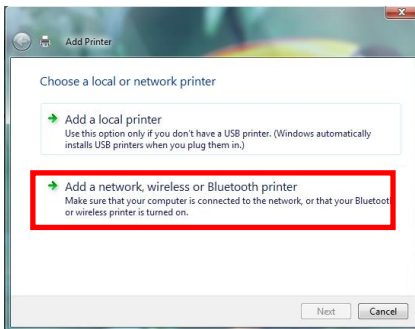 Add Printer
Choose a local or network printer
Add a local printer
Use this option only if you don't have a USB printer. (Windows automatically
installs USB printers when you plug them in.)
Add a network, wireless or Bluetooth printer
Make sure that your computer is connected to the network, or that your Bluetooth
or wireless printer is turned on.
Next
Cancel